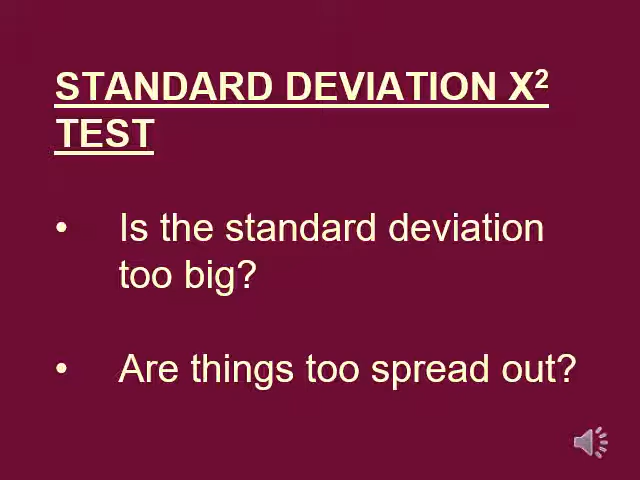 STANDARD DEVIATION X²
TEST
• Is the standard deviation
too big?
• Are things too spread out?